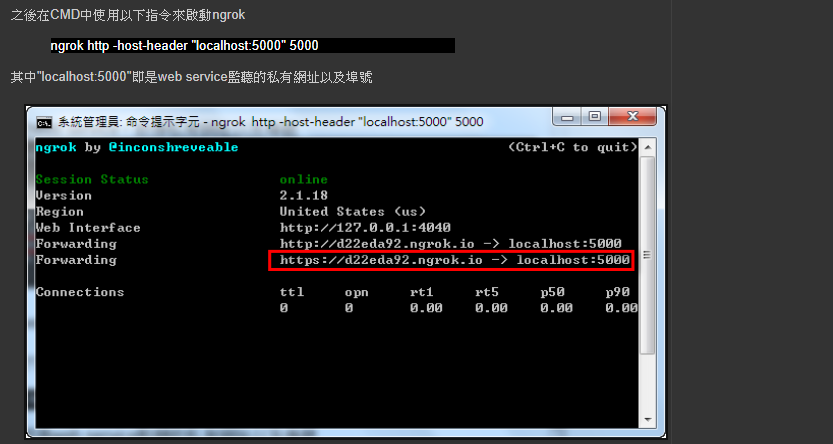 之後在CMD中使用以下指令來啟動ngrok
ngrok http -host-header "localhost:5000" 5000
其中"localhost:5000"即是web service監聽的私有網址以及埠號
系統管理員: 命令提示字元 - ngrok http -host-header "localhost:5000" 5000
ngrok by @inconshreveable (Ctrl+C to quit)
Session Status online
Version 2.1.18
Region United States (us)
Web Interface http://127.0.0.1:4040
Forwarding http://d22eda92.ngrok.io -> localhost:5000
Forwarding https://d22eda92.ngrok.io -> localhost:5000
Connections ttl opn rt1 rt5 p50 p90
0 0 0.00 0.00 0.00 0.00